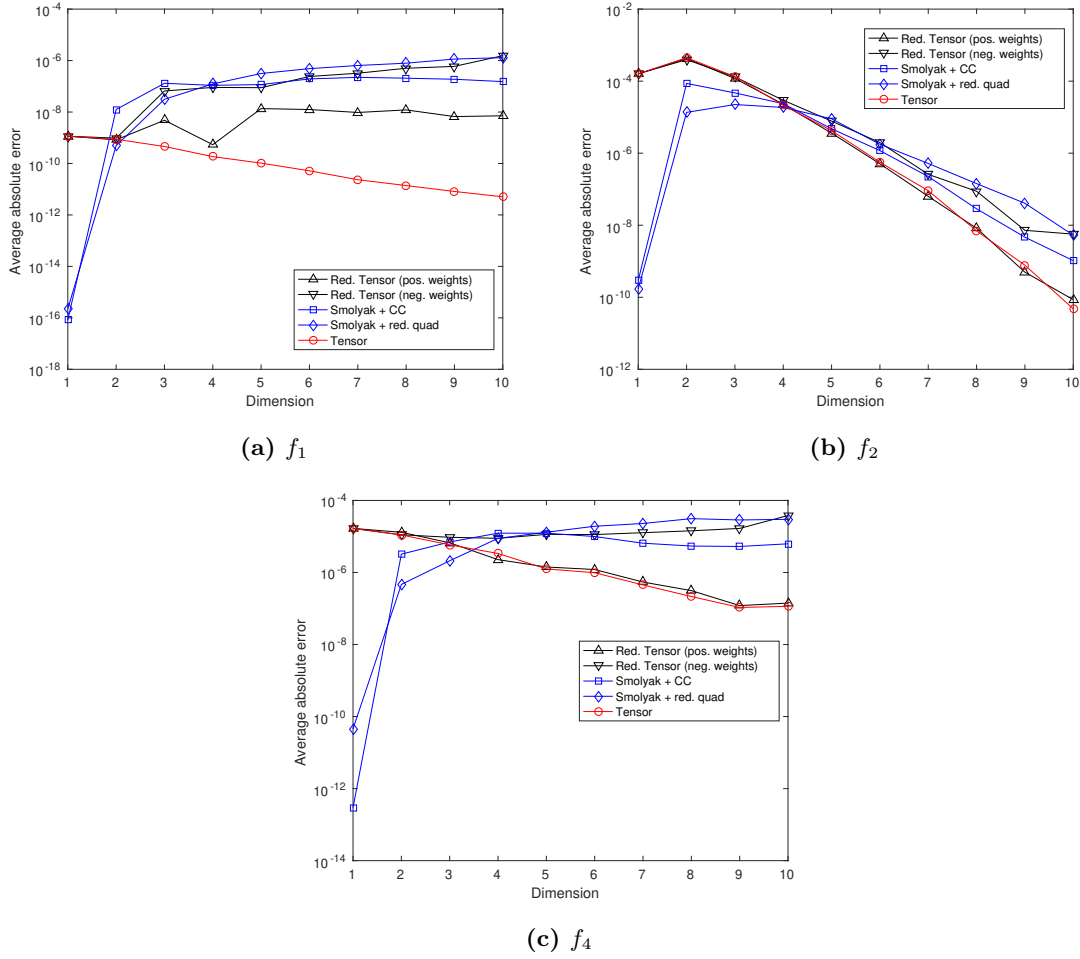 10-2
10-4
10-6
10-8
10-10
10-12
10-14
10-16
10-18
Average absolute error
Red. Tensor (pos. weights)
Red. Tensor (neg. weights)
Smolyak + CC
Smolyak + red. quad
Tensor
1 2 3 4 5 6 7 8 9 10
Dimension
(a) f1
10-2
10-4
10-6
10-8
10-10
10-12
Average absolute error
Red. Tensor (pos. weights)
Red. Tensor (neg. weights)
Smolyak + CC
Smolyak + red. quad
Tensor
1 2 3 4 5 6 7 8 9 10
Dimension
(b) f2
10-4
10-6
10-8
10-10
10-12
10-14
Average absolute error
Red. Tensor (pos. weights)
Red. Tensor (neg. weights)
Smolyak + CC
Smolyak + red. quad
Tensor
1 2 3 4 5 6 7 8 9 10
Dimension
(c) f4